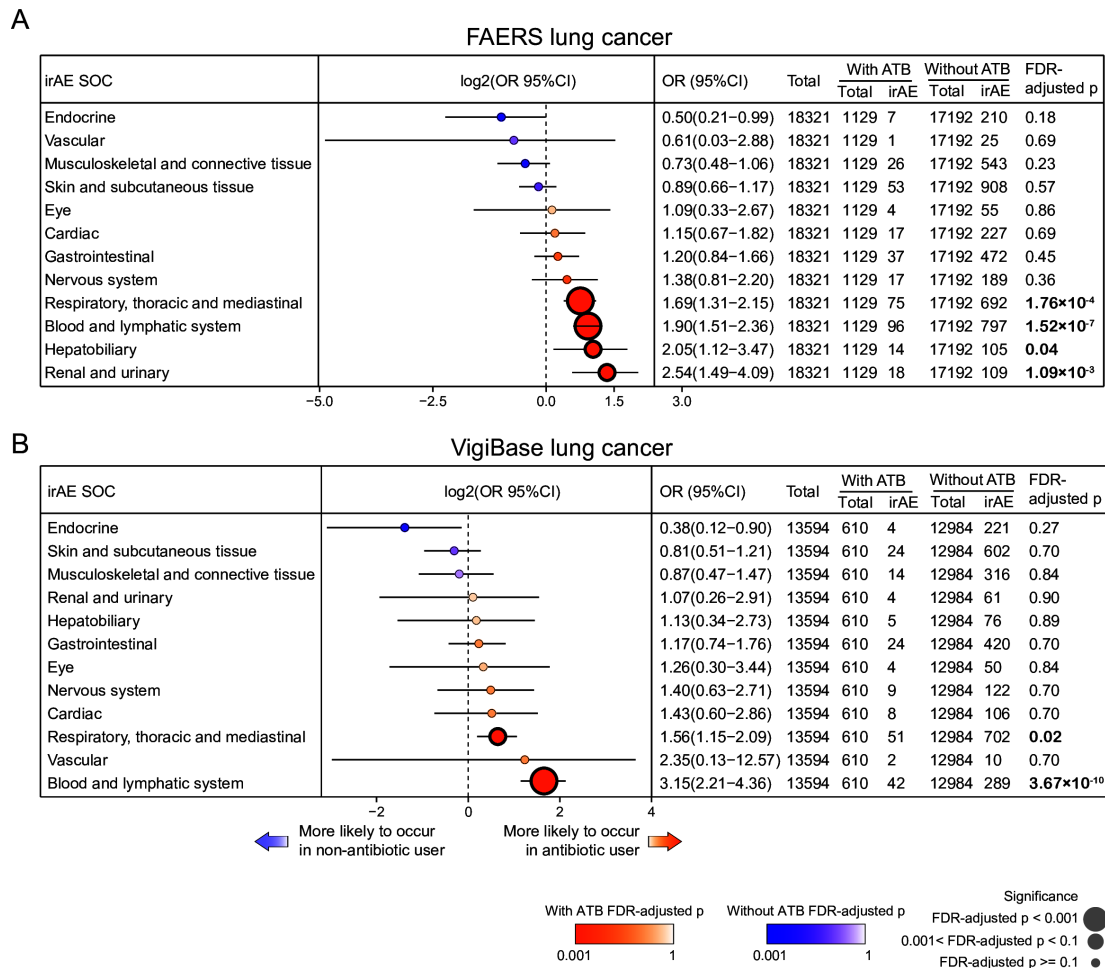 A
FAERS lung cancer
irAE SOC log2(OR 95%CI) OR (95%CI) Total With ATB Without ATB FDR-adjusted p
Total irAE Total irAE
Endocrine 0.50(0.21−0.99) 18321 1129 7 17192 210 0.18
Vascular 0.61(0.03−2.88) 18321 1129 1 17192 25 0.69
Musculoskeletal and connective tissue 0.73(0.48−1.06) 18321 1129 26 17192 543 0.23
Skin and subcutaneous tissue 0.89(0.66−1.17) 18321 1129 53 17192 908 0.57
Eye 1.09(0.33−2.67) 18321 1129 4 17192 55 0.86
Cardiac 1.15(0.67−1.82) 18321 1129 17 17192 227 0.69
Gastrointestinal 1.20(0.84−1.66) 18321 1129 37 17192 472 0.45
Nervous system 1.38(0.81−2.20) 18321 1129 17 17192 189 0.36
Respiratory, thoracic and mediastinal 1.69(1.31−2.15) 18321 1129 75 17192 692 1.76×10⁻⁴
Blood and lymphatic system 1.90(1.51−2.36) 18321 1129 96 17192 797 1.52×10⁻⁷
Hepatobiliary 2.05(1.12−3.47) 18321 1129 14 17192 105 0.04
Renal and urinary 2.54(1.49−4.09) 18321 1129 18 17192 109 1.09×10⁻³
−5.0 −2.5 0.0 1.5 3.0
B
VigiBase lung cancer
irAE SOC log2(OR 95%CI) OR (95%CI) Total With ATB Without ATB FDR-adjusted p
Total irAE Total irAE
Endocrine 0.38(0.12−0.90) 13594 610 4 12984 221 0.27
Skin and subcutaneous tissue 0.81(0.51−1.21) 13594 610 24 12984 602 0.70
Musculoskeletal and connective tissue 0.87(0.47−1.47) 13594 610 14 12984 316 0.84
Renal and urinary 1.07(0.26−2.91) 13594 610 4 12984 61 0.90
Hepatobiliary 1.13(0.34−2.73) 13594 610 5 12984 76 0.89
Gastrointestinal 1.17(0.74−1.76) 13594 610 24 12984 420 0.70
Eye 1.26(0.30−3.44) 13594 610 4 12984 50 0.84
Nervous system 1.40(0.63−2.71) 13594 610 9 12984 122 0.70
Cardiac 1.43(0.60−2.86) 13594 610 8 12984 106 0.70
Respiratory, thoracic and mediastinal 1.56(1.15−2.09) 13594 610 51 12984 702 0.02
Vascular 2.35(0.13−12.57) 13594 610 2 12984 10 0.70
Blood and lymphatic system 3.15(2.21−4.36) 13594 610 42 12984 289 3.67×10⁻¹⁰
−2 0 2 4
More likely to occur
in non-antibiotic user
More likely to occur
in antibiotic user
With ATB FDR-adjusted p
0.001 1
Without ATB FDR-adjusted p
0.001 1
Significance
FDR-adjusted p < 0.001
0.001< FDR-adjusted p < 0.1
FDR-adjusted p >= 0.1